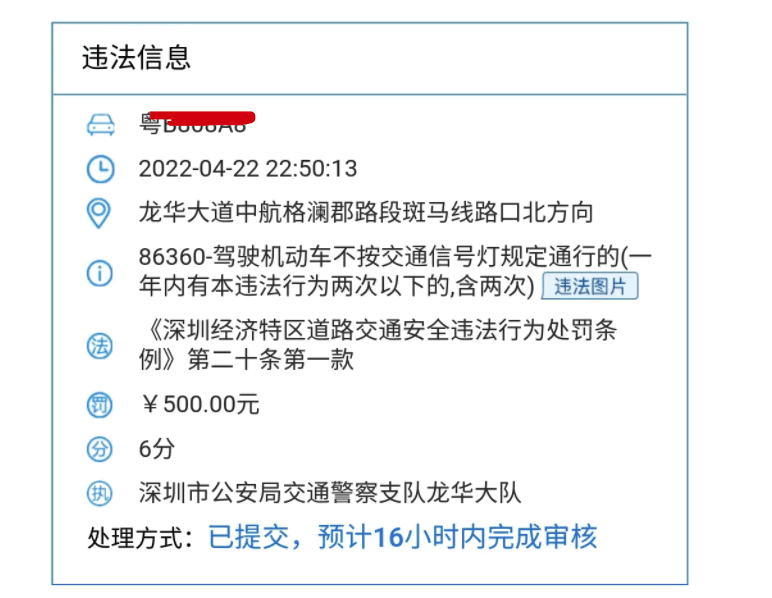 违法信息
粤B
2022-04-22 22:50:13
龙华大道中航格澜郡路段斑马线路口北方向
86360-驾驶机动车不按交通信号灯规定通行的(一
年内有本违法行为两次以下的,含两次) 违法图片
法
《深圳经济特区道路交通安全违法行为处罚条
例》第二十条第一款
罚 ￥500.00元
分 6分
执 深圳市公安局交通警察支队龙华大队
处理方式：已提交，预计16小时内完成审核